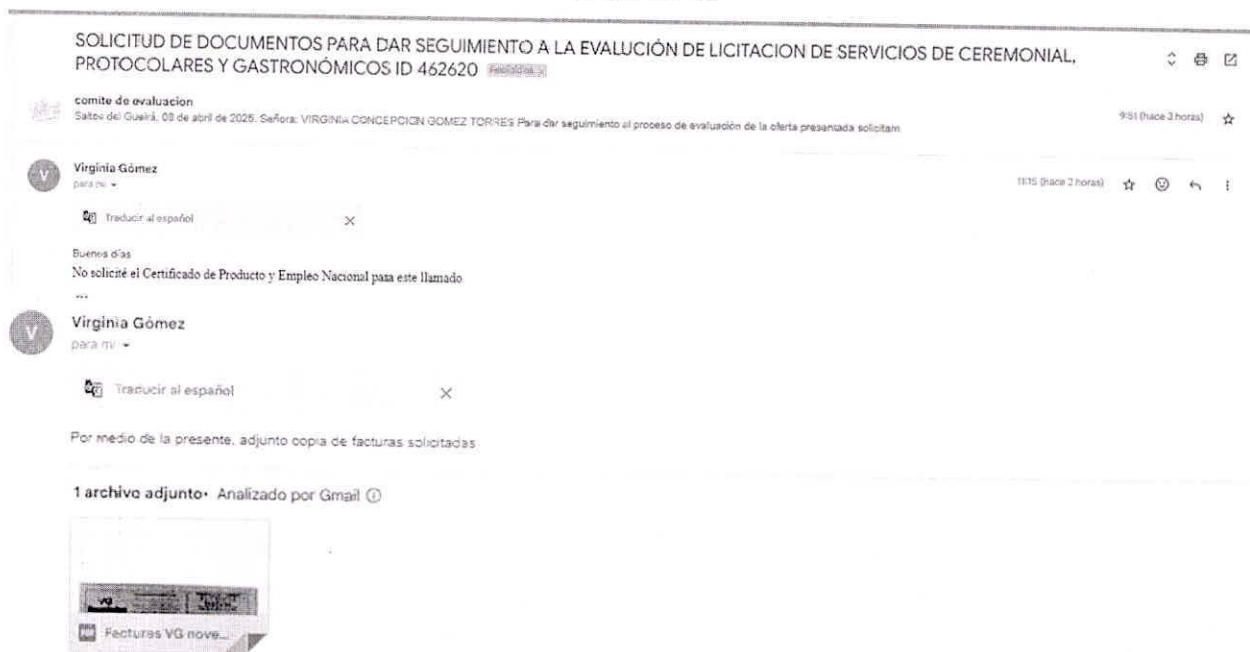 SOLICITUD DE DOCUMENTOS PARA DAR SEGUIMIENTO A LA EVALUCIÓN DE LICITACION DE SERVICIOS DE CEREMONIAL,
PROTOCOLARES Y GASTRONÓMICOS ID 462620
comite de evaluacion
9:51 (hace 3 horas)
Saltos del Guairá, 08 de abril de 2025. Señora: VIRGINIA CONCEPCION GOMEZ TORRES Para dar seguimiento al proceso de evaluación de la oferta presentada solicitam
V
Virginia Gómez
11:15 (hace 2 horas)
para mí
Traducir al español
Buenos días
No solicité el Certificado de Producto y Empleo Nacional para este llamado
...
V
Virginia Gómez
para mí
Traducir al español
Por medio de la presente, adjunto copia de facturas solicitadas
1 archivo adjunto• Analizado por Gmail
VG
PDF
Facturas VG nove...